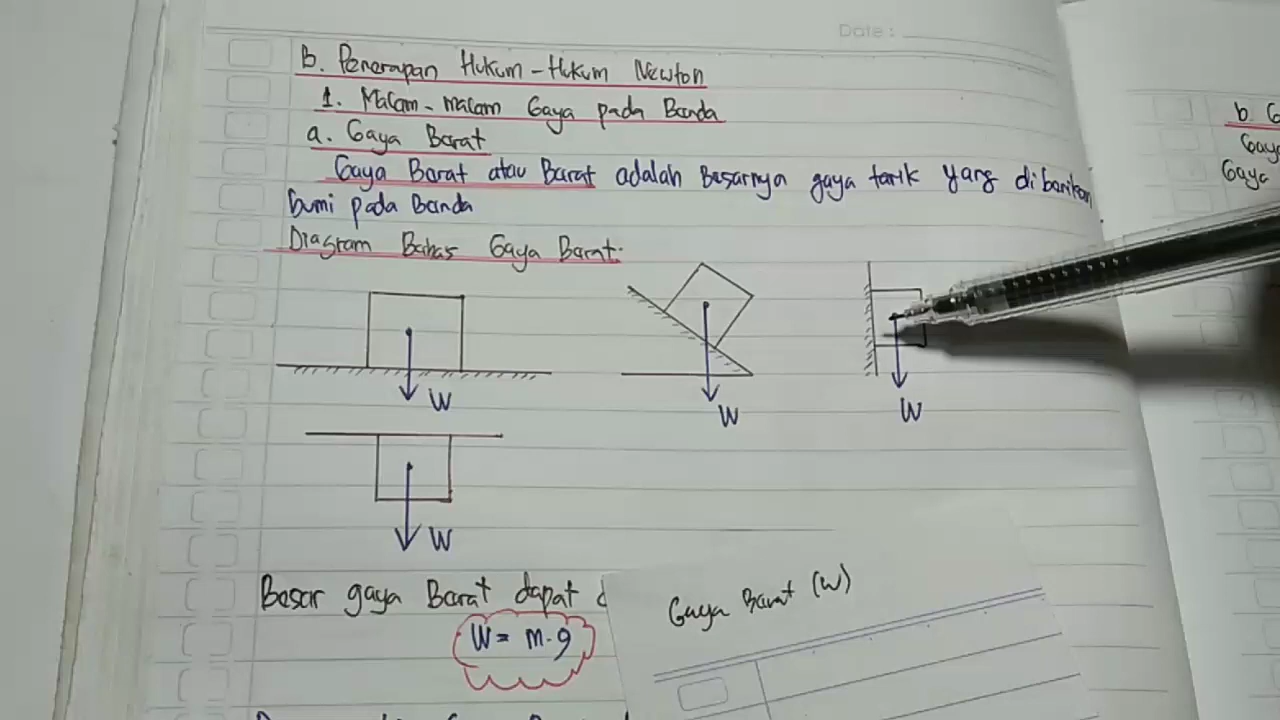 Date :
B. Penerapan Hukum-Hukum Newton
1. Macam-macam Gaya pada Benda
a. Gaya Berat
Gaya Berat atau Berat adalah Besarnya gaya tarik yang diberikan
bumi pada Benda
Diagram Bebas Gaya Berat.
W
W
W
W
Besar gaya Berat dapat
W = m.g
Gaya Berat (W)
b.
Gaya
Gaya